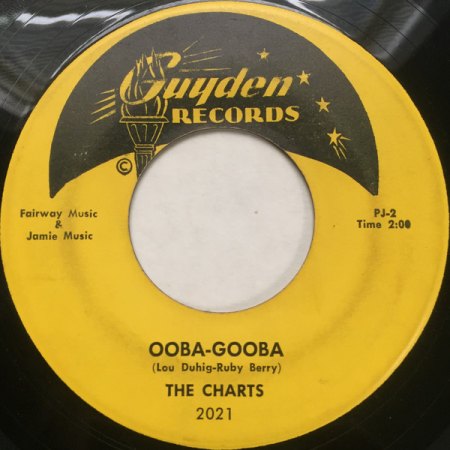 Guyden
RECORDS
©
Fairway Music
&
Jamie Music
PJ-2
Time 2:00
OOBA-GOOBA
(Lou Duhig-Ruby Berry)
THE CHARTS
2021